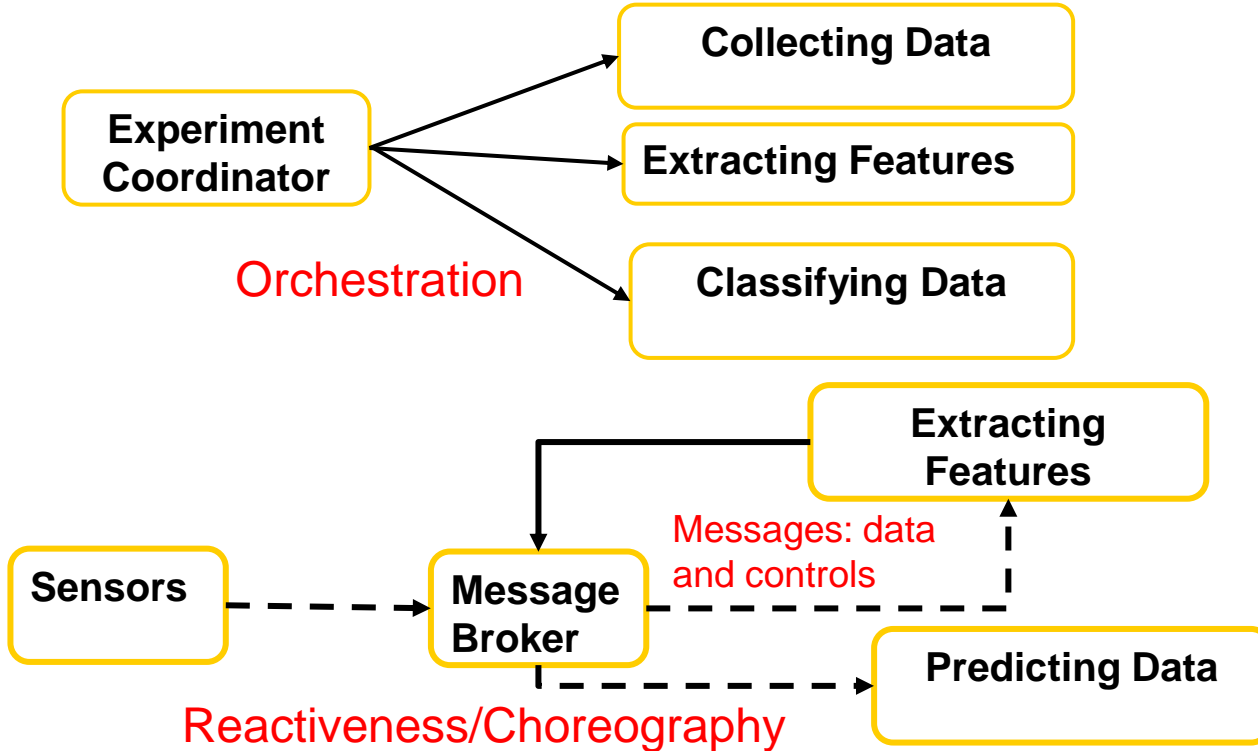 Collecting Data
Experiment
Coordinator
Extracting Features
Orchestration
Classifying Data
Extracting
Features
Messages: data
and controls
Sensors
Message
Broker
Predicting Data
Reactiveness/Choreography